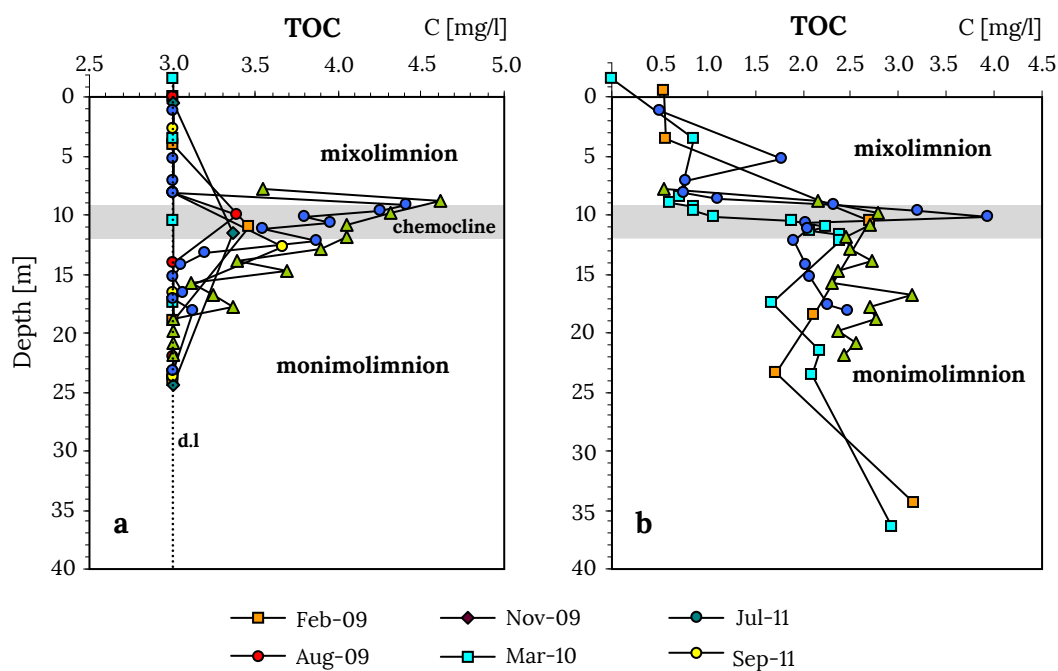 TOC C [mg/l] TOC C [mg/l]
2.5 3.0 3.5 4.0 4.5 5.0 0.5 1.0 1.5 2.0 2.5 3.0 3.5 4.0 4.5
0 0
mixolimnion mixolimnion
5 5
10 chemocline 10
15 15
Depth [m]
20 20
monimolimnion monimolimnion
25 25
d.l
30 30
35 35
a b
40 40
Feb-09 Nov-09 Jul-11
Aug-09 Mar-10 Sep-11